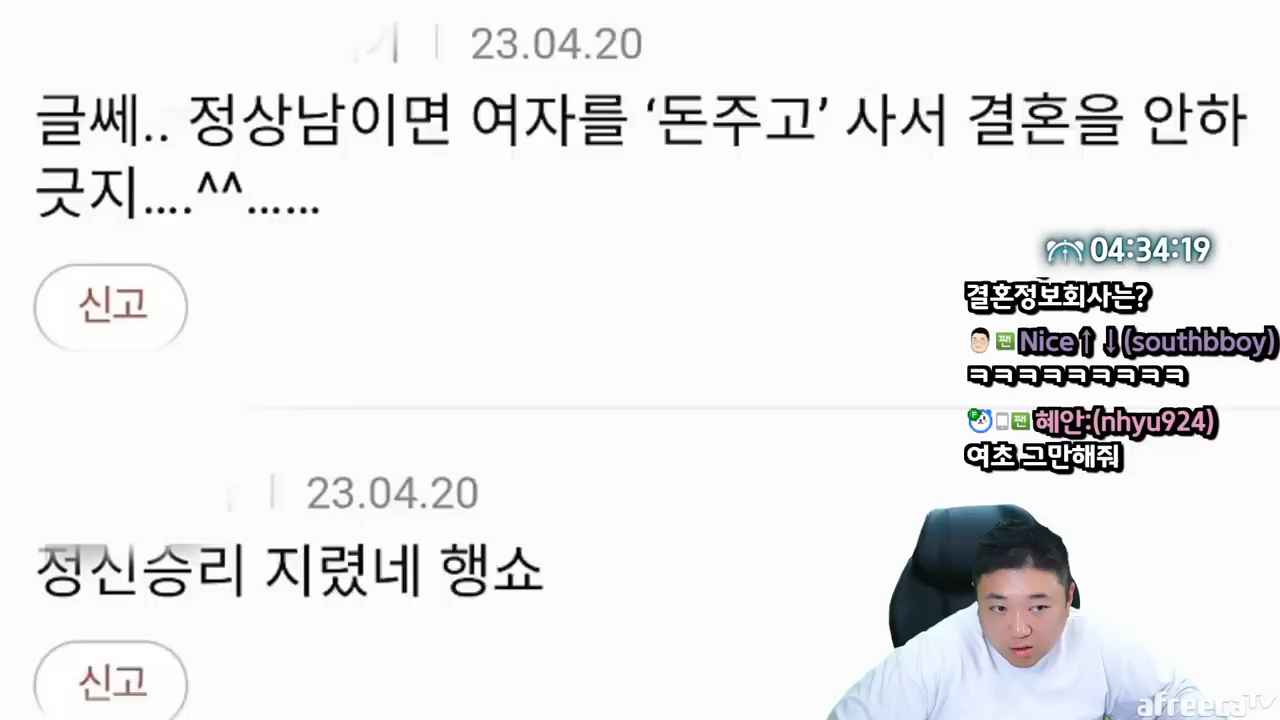 23.04.20
글쎄.. 정상남이면 여자를 ‘돈주고’ 사서 결혼을 안하
긋지....^^......
신고
04:34:19
결혼정보회사는?
팬 Nice↑↓(southbboy)
ㅋㅋㅋㅋㅋㅋㅋㅋㅋ
F 팬 혜안:(nhyu924)
여초 그만해줘
23.04.20
정신승리 지렸네 행쇼
신고
afreecaTV